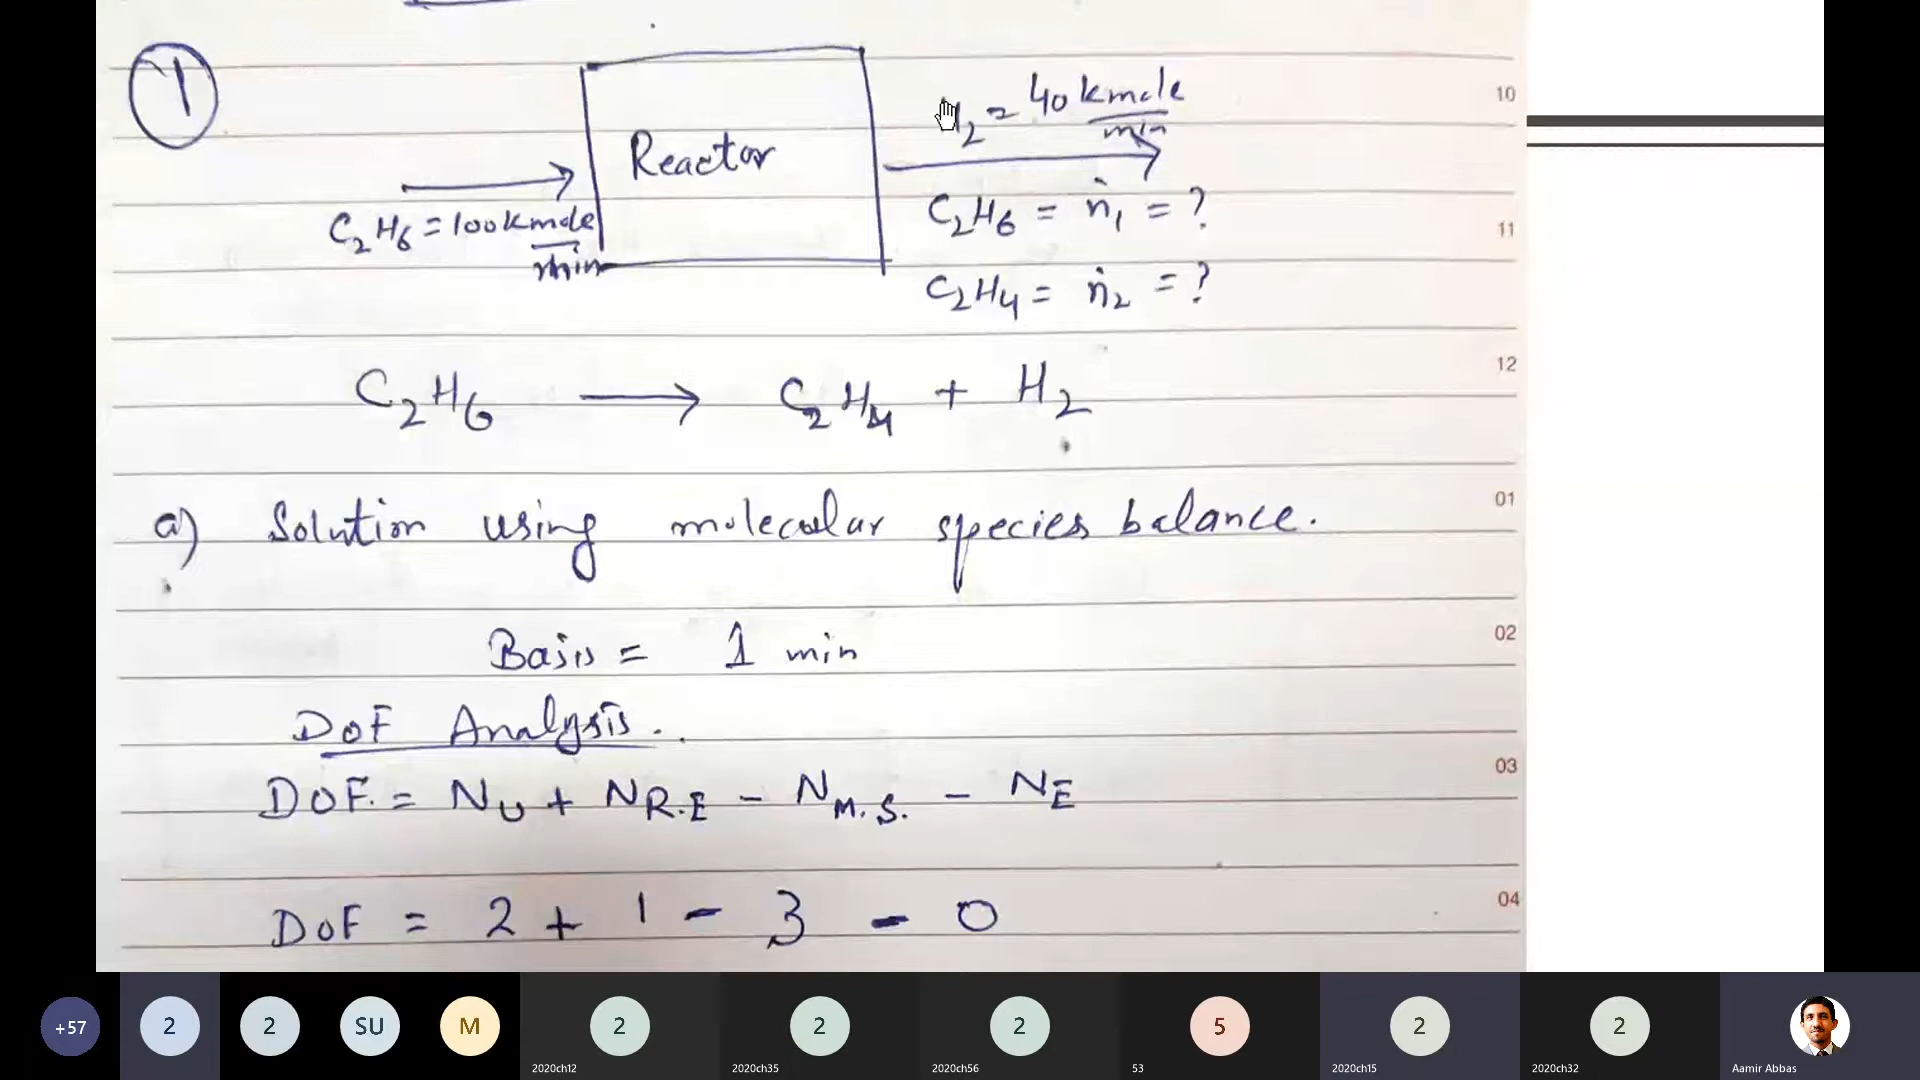 1
Reactor
H2 = 40 kmole/min
C2H6 = 100 kmole/min
C2H6 = ṅ1 = ?
C2H4 = ṅ2 = ?
C2H6 → C2H4 + H2
a) Solution using molecular species balance.
Basis = 1 min
DoF Analysis.
DOF. = NU + NR.E - NM.S. - NE
DoF = 2 + 1 - 3 - 0
10
11
12
01
02
03
04
+57
2
2
SU
M
2
2020ch12
2
2020ch35
2
2020ch56
5
53
2
2020ch15
2
2020ch32
Aamir Abbas